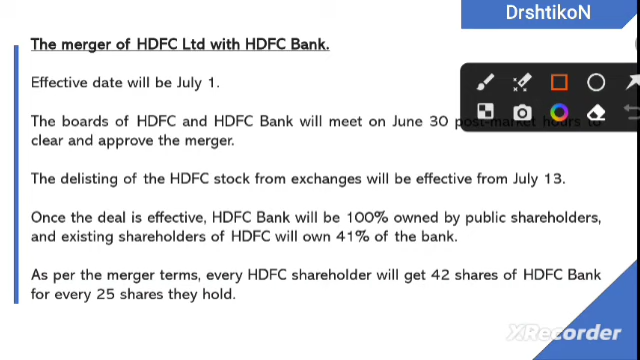 DrshtikoN
The merger of HDFC Ltd with HDFC Bank.
Effective date will be July 1.
The boards of HDFC and HDFC Bank will meet on June 30 post-market hours to
clear and approve the merger.
The delisting of the HDFC stock from exchanges will be effective from July 13.
Once the deal is effective, HDFC Bank will be 100% owned by public shareholders,
and existing shareholders of HDFC will own 41% of the bank.
As per the merger terms, every HDFC shareholder will get 42 shares of HDFC Bank
for every 25 shares they hold.
XRecorder